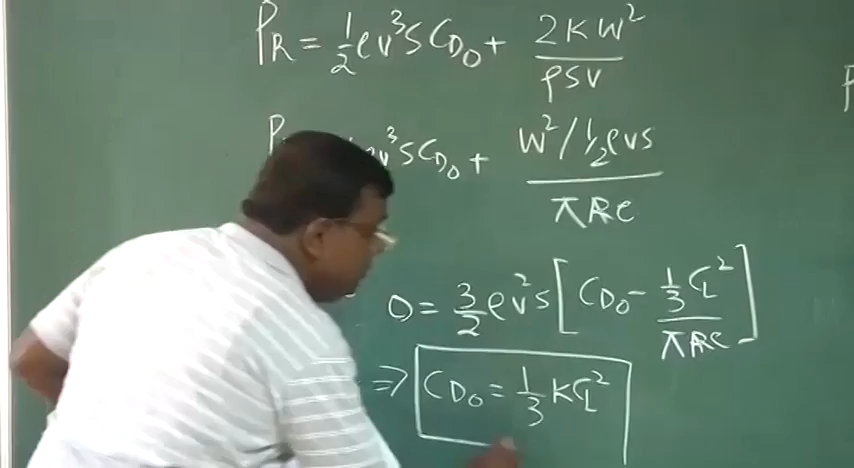 P_R = 1/2 ρv³SC_D₀ + 2KW²/ρSV
P v³SC_D₀ + W²/½ρvs/πARe
0 = 3/2 ρv²s [C_D₀ - 1/3 C_L²/πARe]
⇒ C_D₀ = 1/3 KC_L²